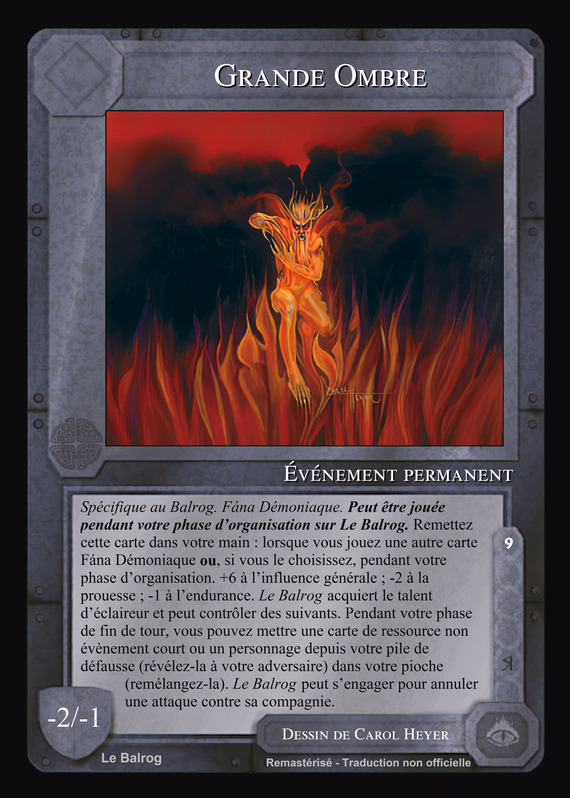 Grande Ombre
Événement permanent
Spécifique au Balrog. Fána Démoniaque. Peut être jouée
pendant votre phase d'organisation sur Le Balrog. Remettez
cette carte dans votre main : lorsque vous jouez une autre carte
Fána Démoniaque ou, si vous le choisissez, pendant votre
phase d'organisation. +6 à l'influence générale ; -2 à la
prouesse ; -1 à l'endurance. Le Balrog acquiert le talent
d'éclaireur et peut contrôler des suivants. Pendant votre phase
de fin de tour, vous pouvez mettre une carte de ressource non
évènement court ou un personnage depuis votre pile de
défausse (révélez-la à votre adversaire) dans votre pioche
(remélangez-la). Le Balrog peut s'engager pour annuler
une attaque contre sa compagnie.
9
-2/-1
Dessin de Carol Heyer
Le Balrog
Remastérisé - Traduction non officielle